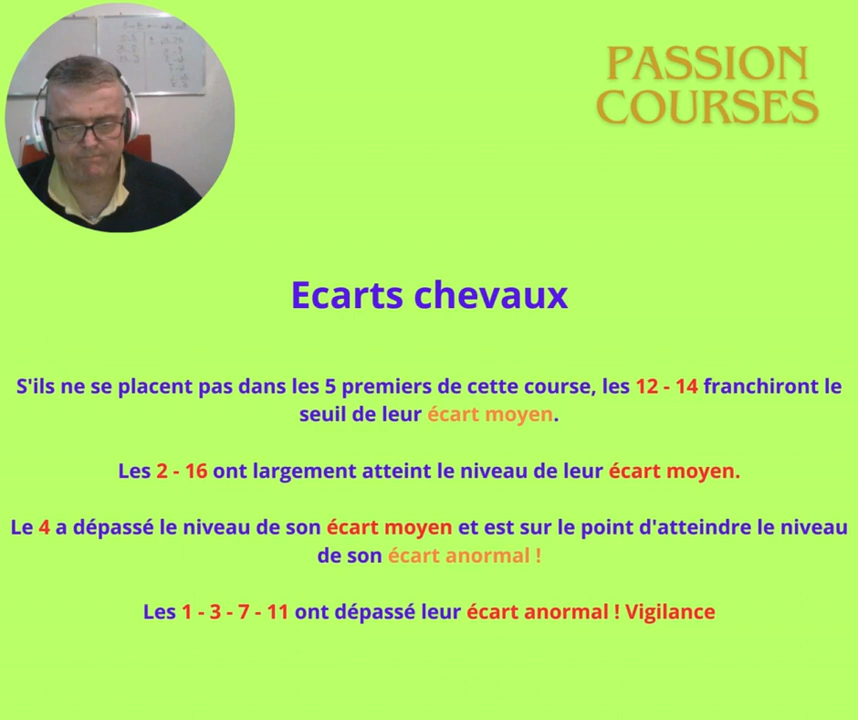 PASSION
COURSES
Ecarts chevaux
S'ils ne se placent pas dans les 5 premiers de cette course, les 12 - 14 franchiront le
seuil de leur écart moyen.
Les 2 - 16 ont largement atteint le niveau de leur écart moyen.
Le 4 a dépassé le niveau de son écart moyen et est sur le point d'atteindre le niveau
de son écart anormal !
Les 1 - 3 - 7 - 11 ont dépassé leur écart anormal ! Vigilance